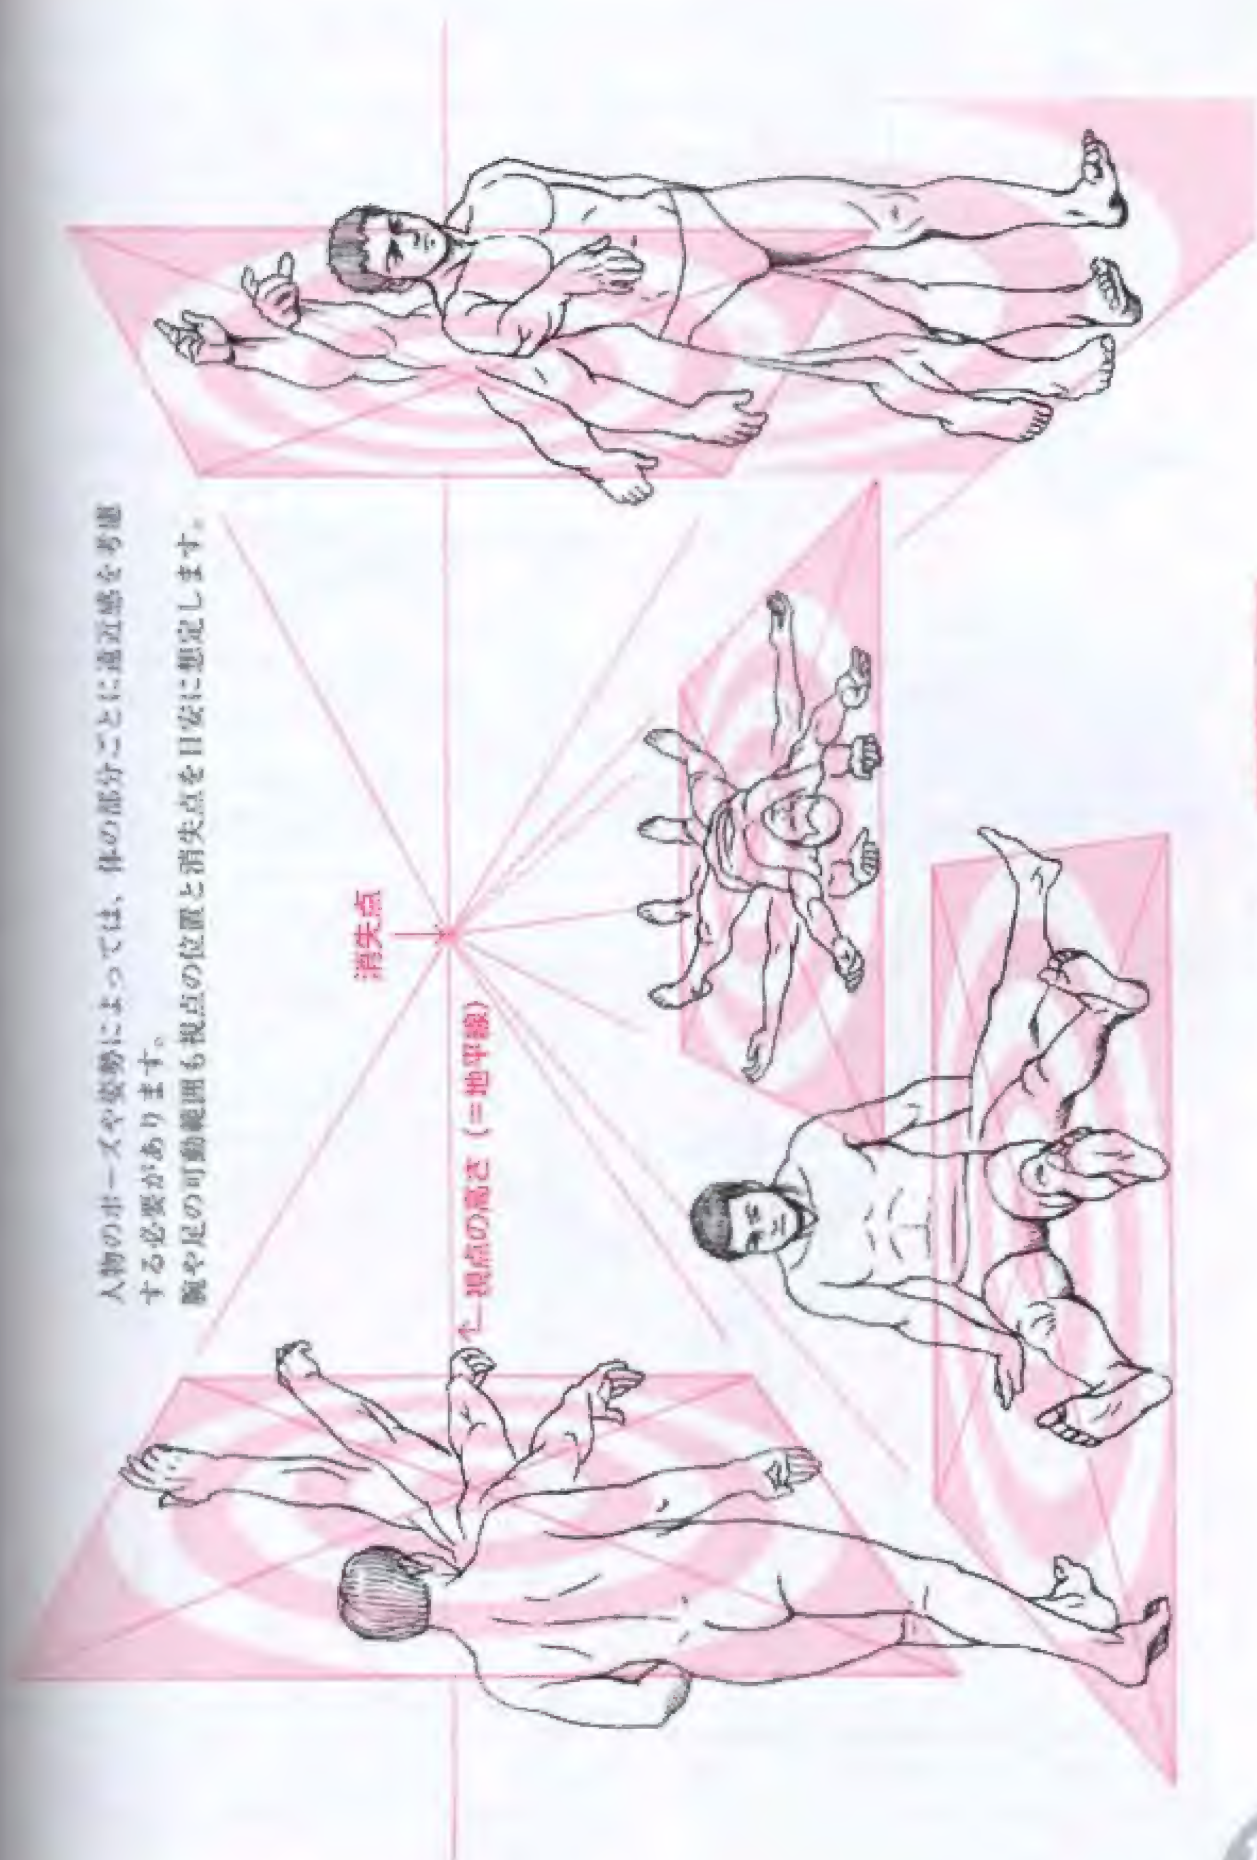 人物のポーズや姿勢によっては、体の部分ごとに遠近感を考慮
する必要があります。
腕や足の可動範囲も視点の位置と消失点を目安に想定します。
消失点
↑視点の高さ（＝地平線）